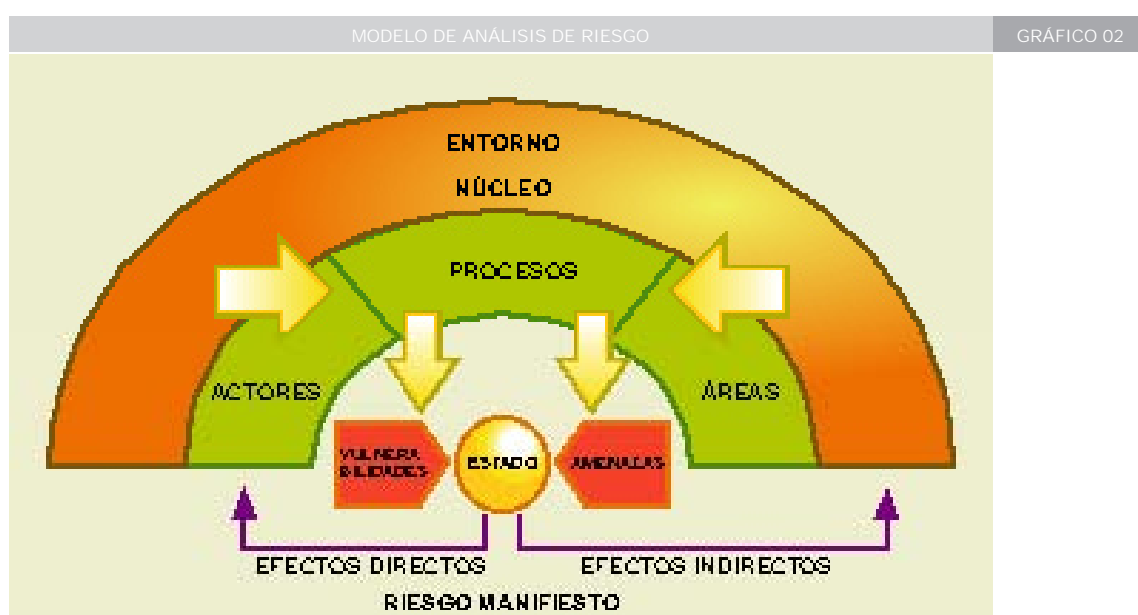 MODELO DE ANÁLISIS DE RIESGO
GRÁFICO 02
ENTORNO
NÚCLEO
PROCESOS
ACTORES
ÁREAS
VULNERA
BILIDADES
ESTADO
AMENAZAS
EFECTOS DIRECTOS
EFECTOS INDIRECTOS
RIESGO MANIFIESTO